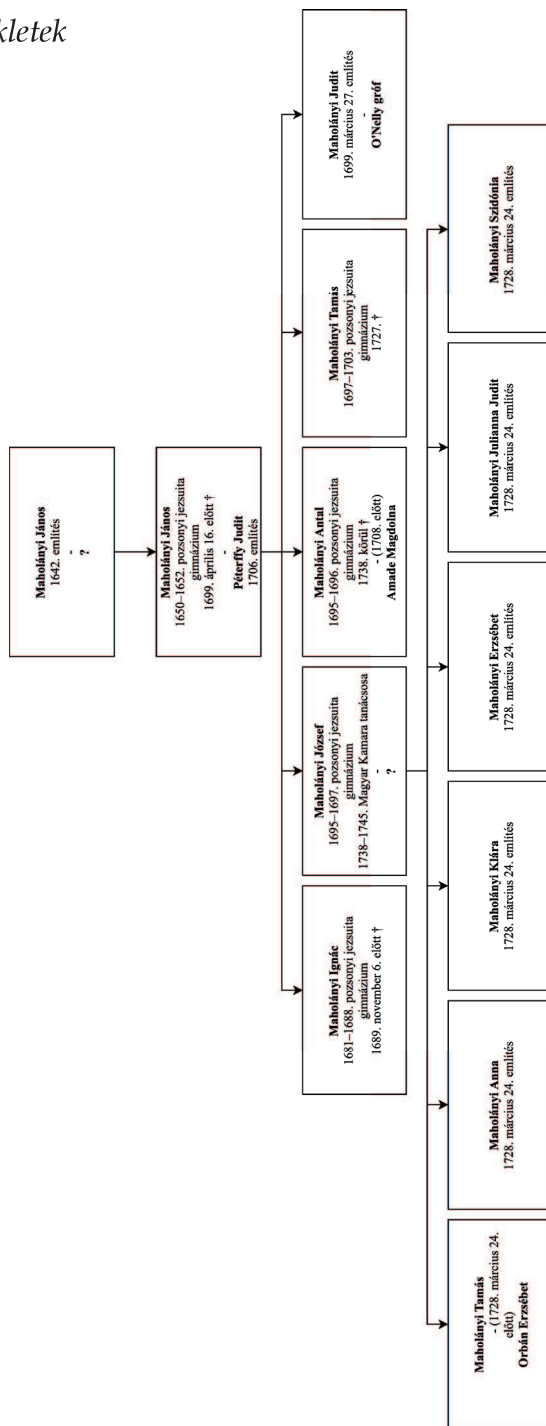 kletek
Maholányi János
1642. említés
-
?
Maholányi János
1650–1652. pozsonyi jezsuita
gimnázium
1699. április 16. előtt †
-
Péterffy Judit
1706. említés
Maholányi Ignác
1681–1688. pozsonyi jezsuita
gimnázium
1689. november 6. előtt †
Maholányi József
1695–1697. pozsonyi jezsuita
gimnázium
1738–1745. Magyar Kamara tanácsosa
-
?
Maholányi Antal
1695–1696. pozsonyi jezsuita
gimnázium
1738. körül †
- (1708. előtt)
Amade Magdolna
Maholányi Tamás
1697–1703. pozsonyi jezsuita
gimnázium
1727. †
Maholányi Judit
1699. március 27. említés
-
O'Nelly gróf
Maholányi Tamás
- (1728. március 24.
előtt)
Orbán Erzsébet
Maholányi Anna
1728. március 24. említés
Maholányi Klára
1728. március 24. említés
Maholányi Erzsébet
1728. március 24. említés
Maholányi Julianna Judit
1728. március 24. említés
Maholányi Szidónia
1728. március 24. említés